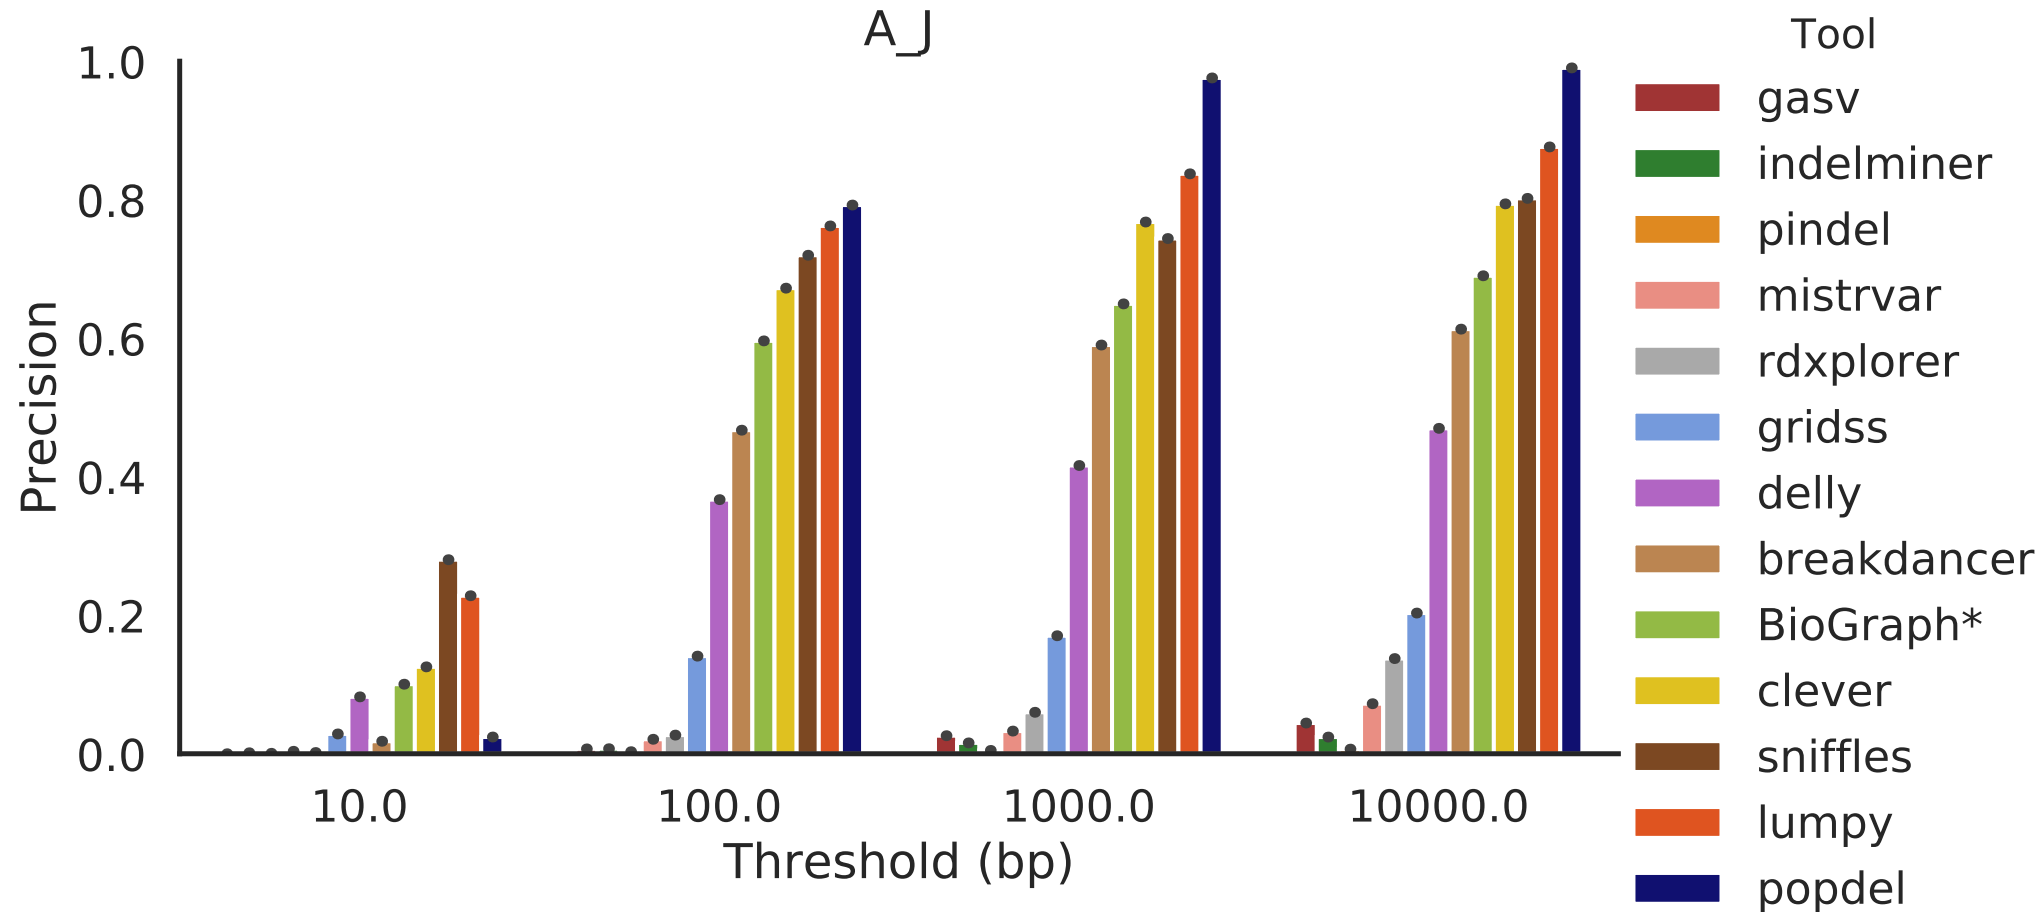 A_J
Precision
1.0
0.8
0.6
0.4
0.2
0.0
10.0
100.0
1000.0
10000.0
Threshold (bp)
Tool
gasv
indelminer
pindel
mistrvar
rdxplorer
gridss
delly
breakdancer
BioGraph*
clever
sniffles
lumpy
popdel